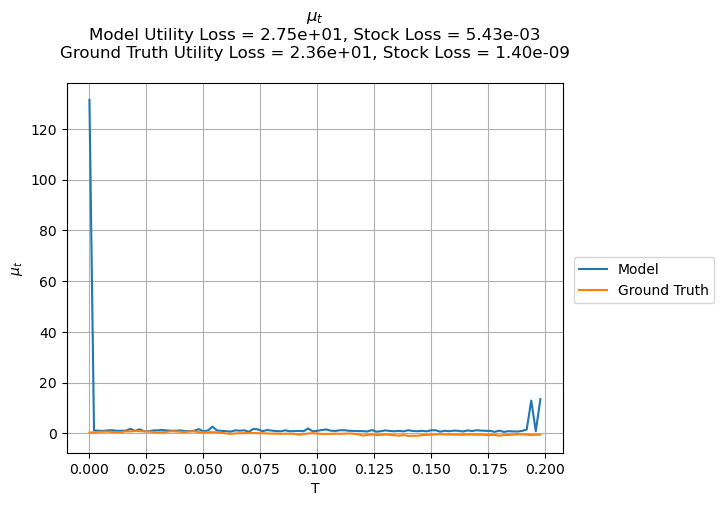 μₜ
Model Utility Loss = 2.75e+01, Stock Loss = 5.43e-03
Ground Truth Utility Loss = 2.36e+01, Stock Loss = 1.40e-09
μₜ
120
100
80
60
40
20
0
0.000 0.025 0.050 0.075 0.100 0.125 0.150 0.175 0.200
T
Model
Ground Truth